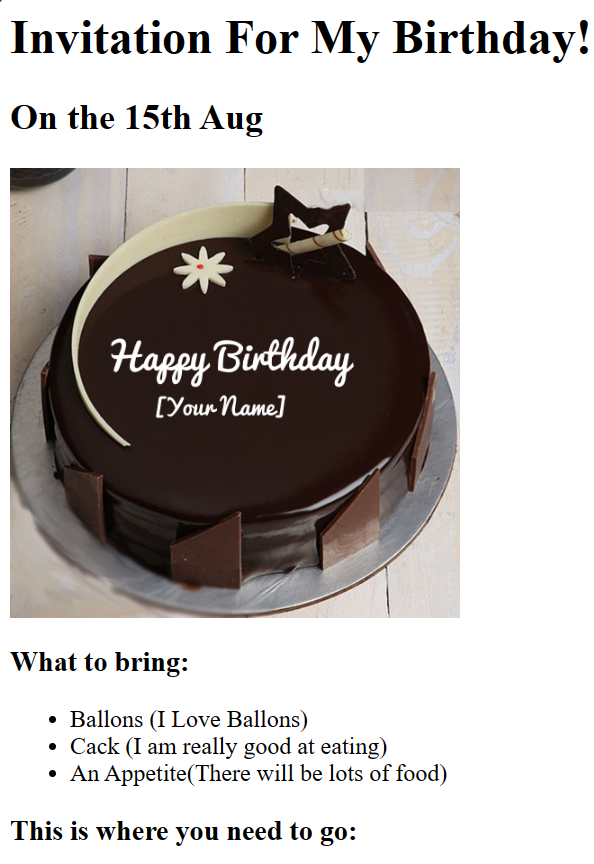 Invitation For My Birthday!
On the 15th Aug
Happy Birthday
[Your Name]
What to bring:
Ballons (I Love Ballons)
Cack (I am really good at eating)
An Appetite(There will be lots of food)
This is where you need to go: